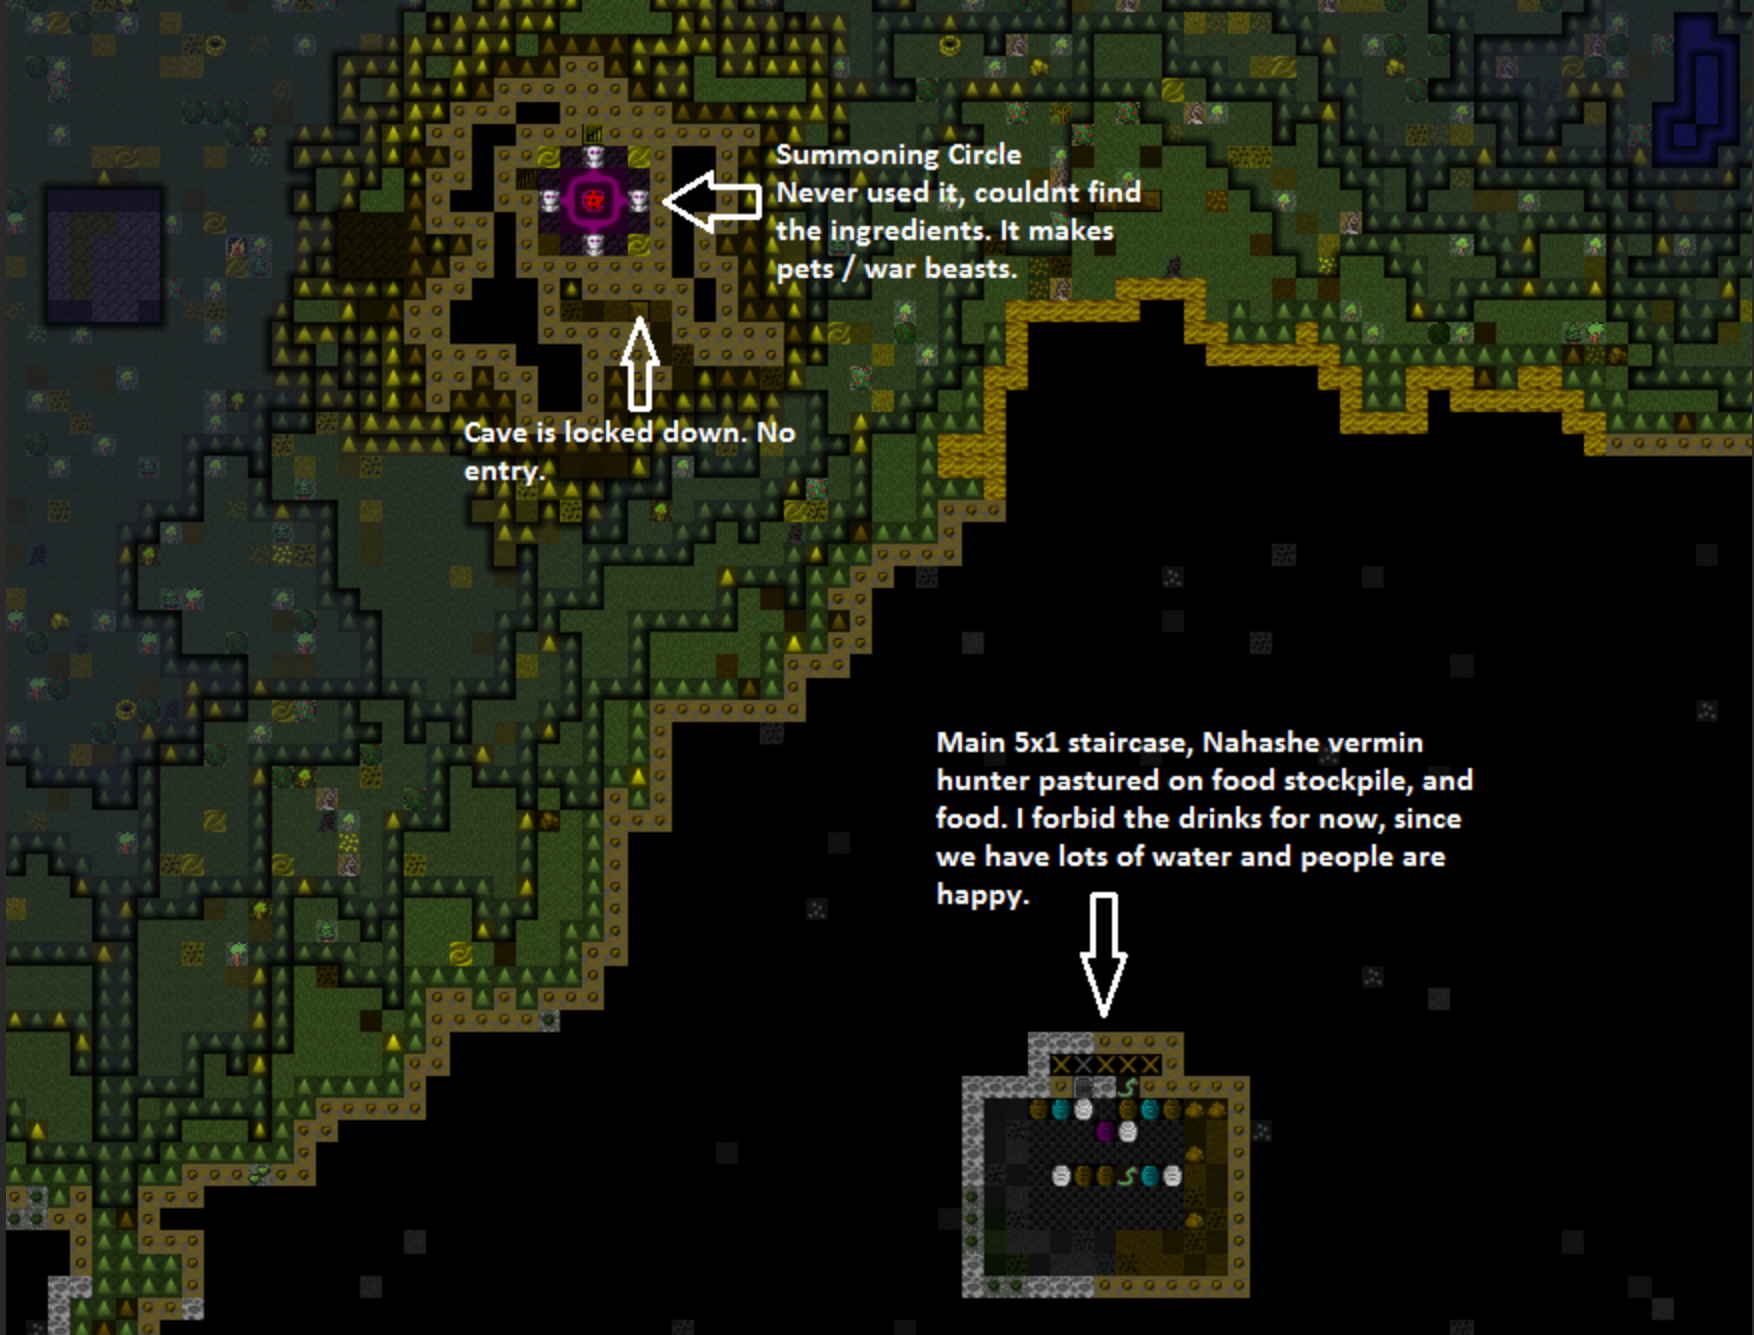 Summoning Circle
Never used it, couldnt find
the ingredients. It makes
pets / war beasts.
Cave is locked down. No
entry.
Main 5x1 staircase, Nahashe vermin
hunter pastured on food stockpile, and
food. I forbid the drinks for now, since
we have lots of water and people are
happy.